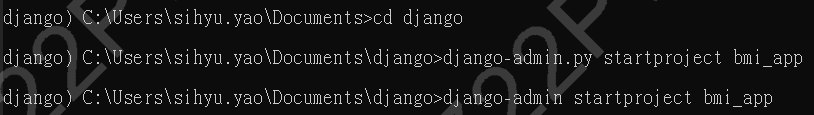 django) C:\Users\sihyu.yao\Documents>cd django
django) C:\Users\sihyu.yao\Documents\django>django-admin.py startproject bmi_app
django) C:\Users\sihyu.yao\Documents\django>django-admin startproject bmi_app